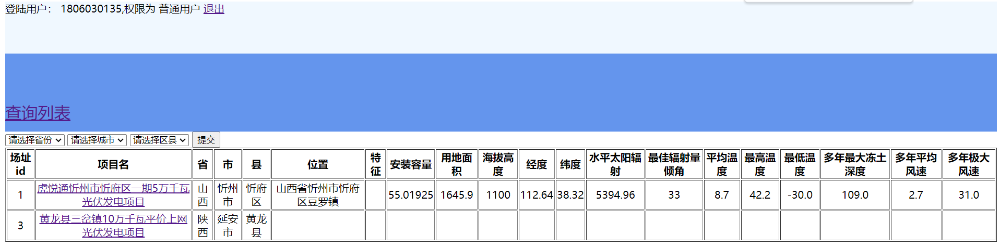 登陆用户： 1806030135,权限为 普通用户 退出
查询列表
请选择省份 请选择城市 请选择区县 提交
场址id 项目名 省 市 县 位置 特征 安装容量 用地面积 海拔高度 经度 纬度 水平太阳辐射 最佳辐射量倾角 平均温度 最高温度 最低温度 多年最大冻土深度 多年平均风速 多年极大风速
1 虎悦通忻州市忻府区一期5万千瓦光伏发电项目 山西 忻州市 忻府区 山西省忻州市忻府区豆罗镇 55.01925 1645.9 1100 112.64 38.32 5394.96 33 8.7 42.2 -30.0 109.0 2.7 31.0
3 黄龙县三岔镇10万千瓦平价上网光伏发电项目 陕西 延安市 黄龙县